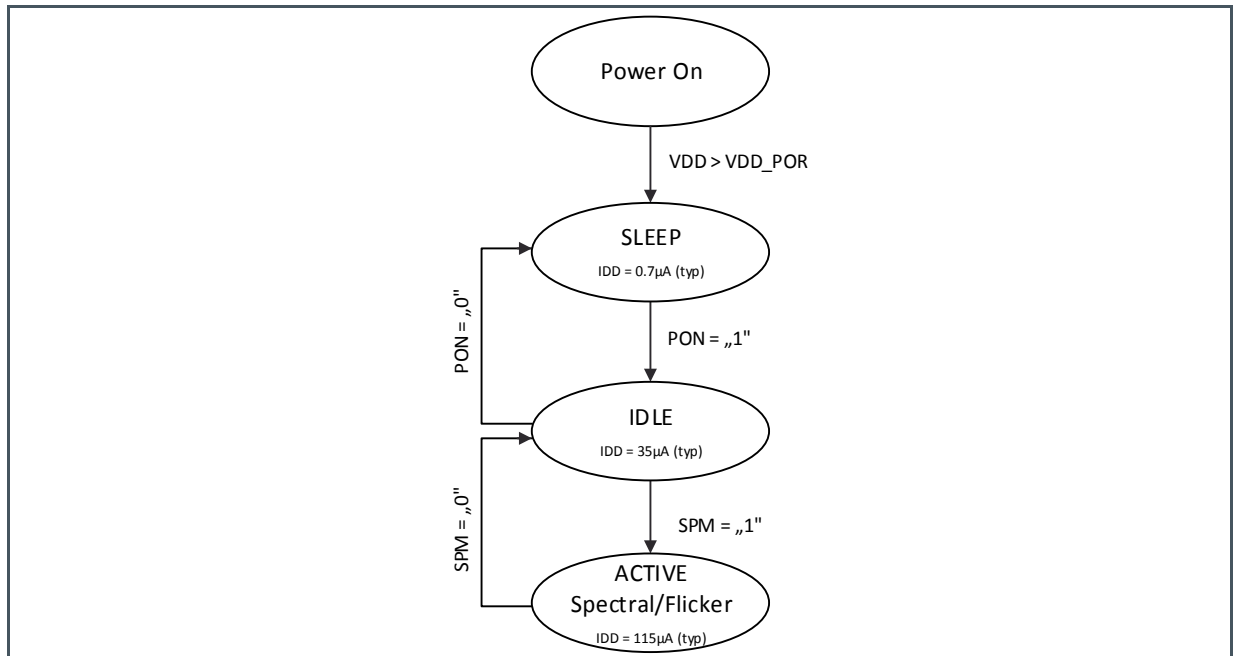 Power On
VDD > VDD_POR
SLEEP
IDD = 0.7µA (typ)
PON = „0"
PON = „1"
IDLE
IDD = 35µA (typ)
SPM = „0"
SPM = „1"
ACTIVE
Spectral/Flicker
IDD = 115µA (typ)